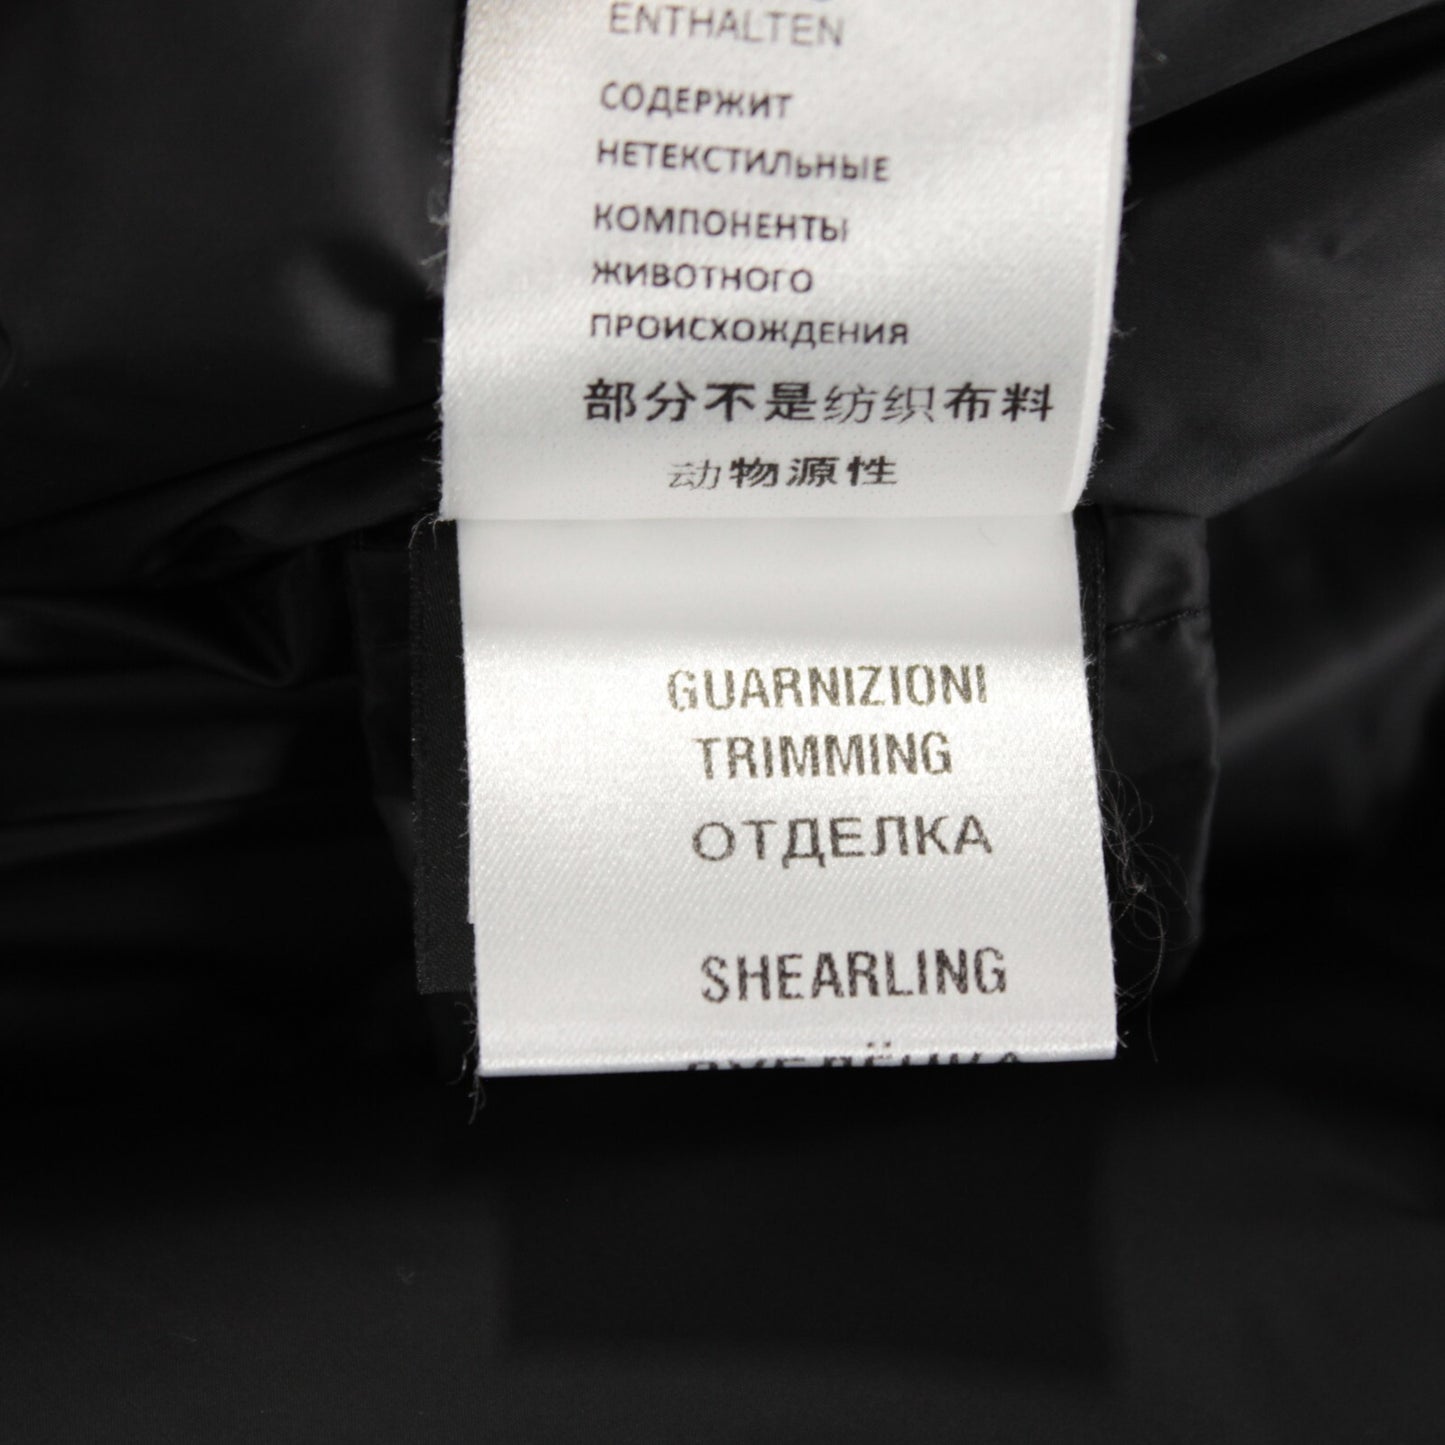 ENTHALTEN
СОДЕРЖИТ
НЕТЕКСТИЛЬНЫЕ
КОМПОНЕНТЫ
ЖИВОТНОГО
ПРОИСХОЖДЕНИЯ
部分不是纺织布料
动物源性
GUARNIZIONI
TRIMMING
ОТДЕЛКА
SHEARLING